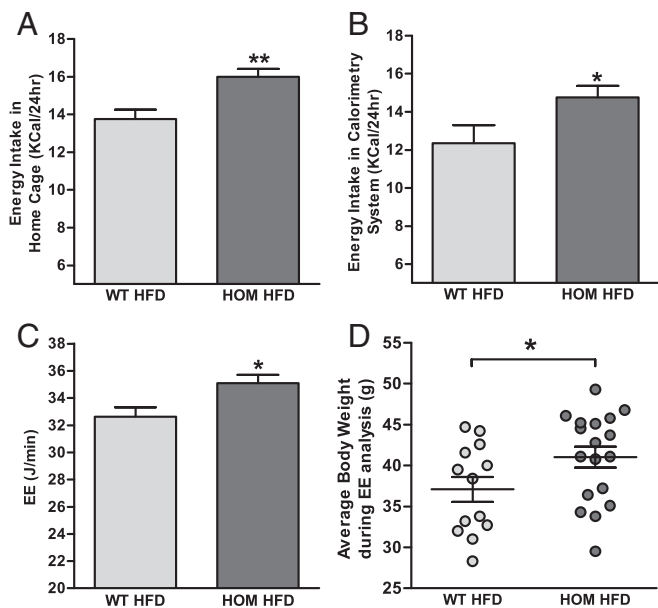 A
Energy Intake in
Home Cage (KCal/24hr)
18
16
14
12
10
8
6
**
WT HFD
HOM HFD
B
Energy Intake in Calorimetry
System (KCal/24hr)
18
16
14
12
10
8
6
*
WT HFD
HOM HFD
C
EE (J/min)
38
36
34
32
30
28
26
24
22
20
*
WT HFD
HOM HFD
D
Average Body Weight
during EE analysis (g)
55
50
45
40
35
30
25
*
WT HFD
HOM HFD